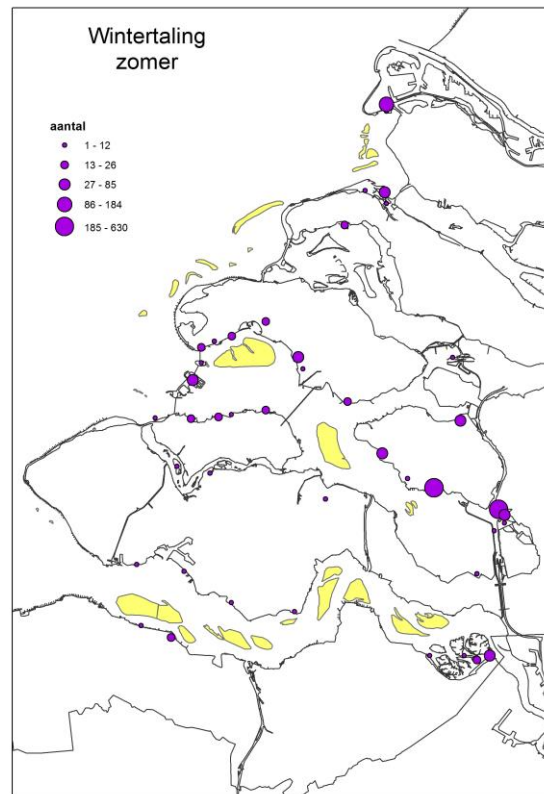 Wintertaling
zomer
aantal
1 - 12
13 - 26
27 - 85
86 - 184
185 - 630